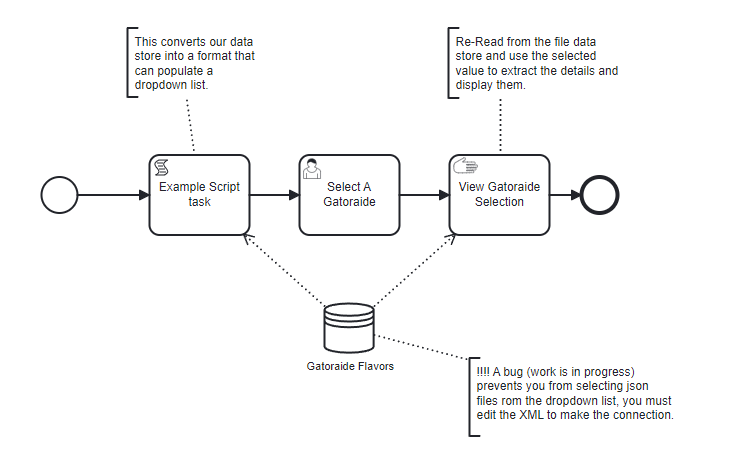 This converts our data
store into a format that
can populate a
dropdown list.
Re-Read from the file data
store and use the selected
value to extract the details and
display them.
Example Script
task
Select A
Gatoraide
View Gatoraide
Selection
Gatoraide Flavors
!!!! A bug (work is in progress)
prevents you from selecting json
files rom the dropdown list, you must
edit the XML to make the connection.